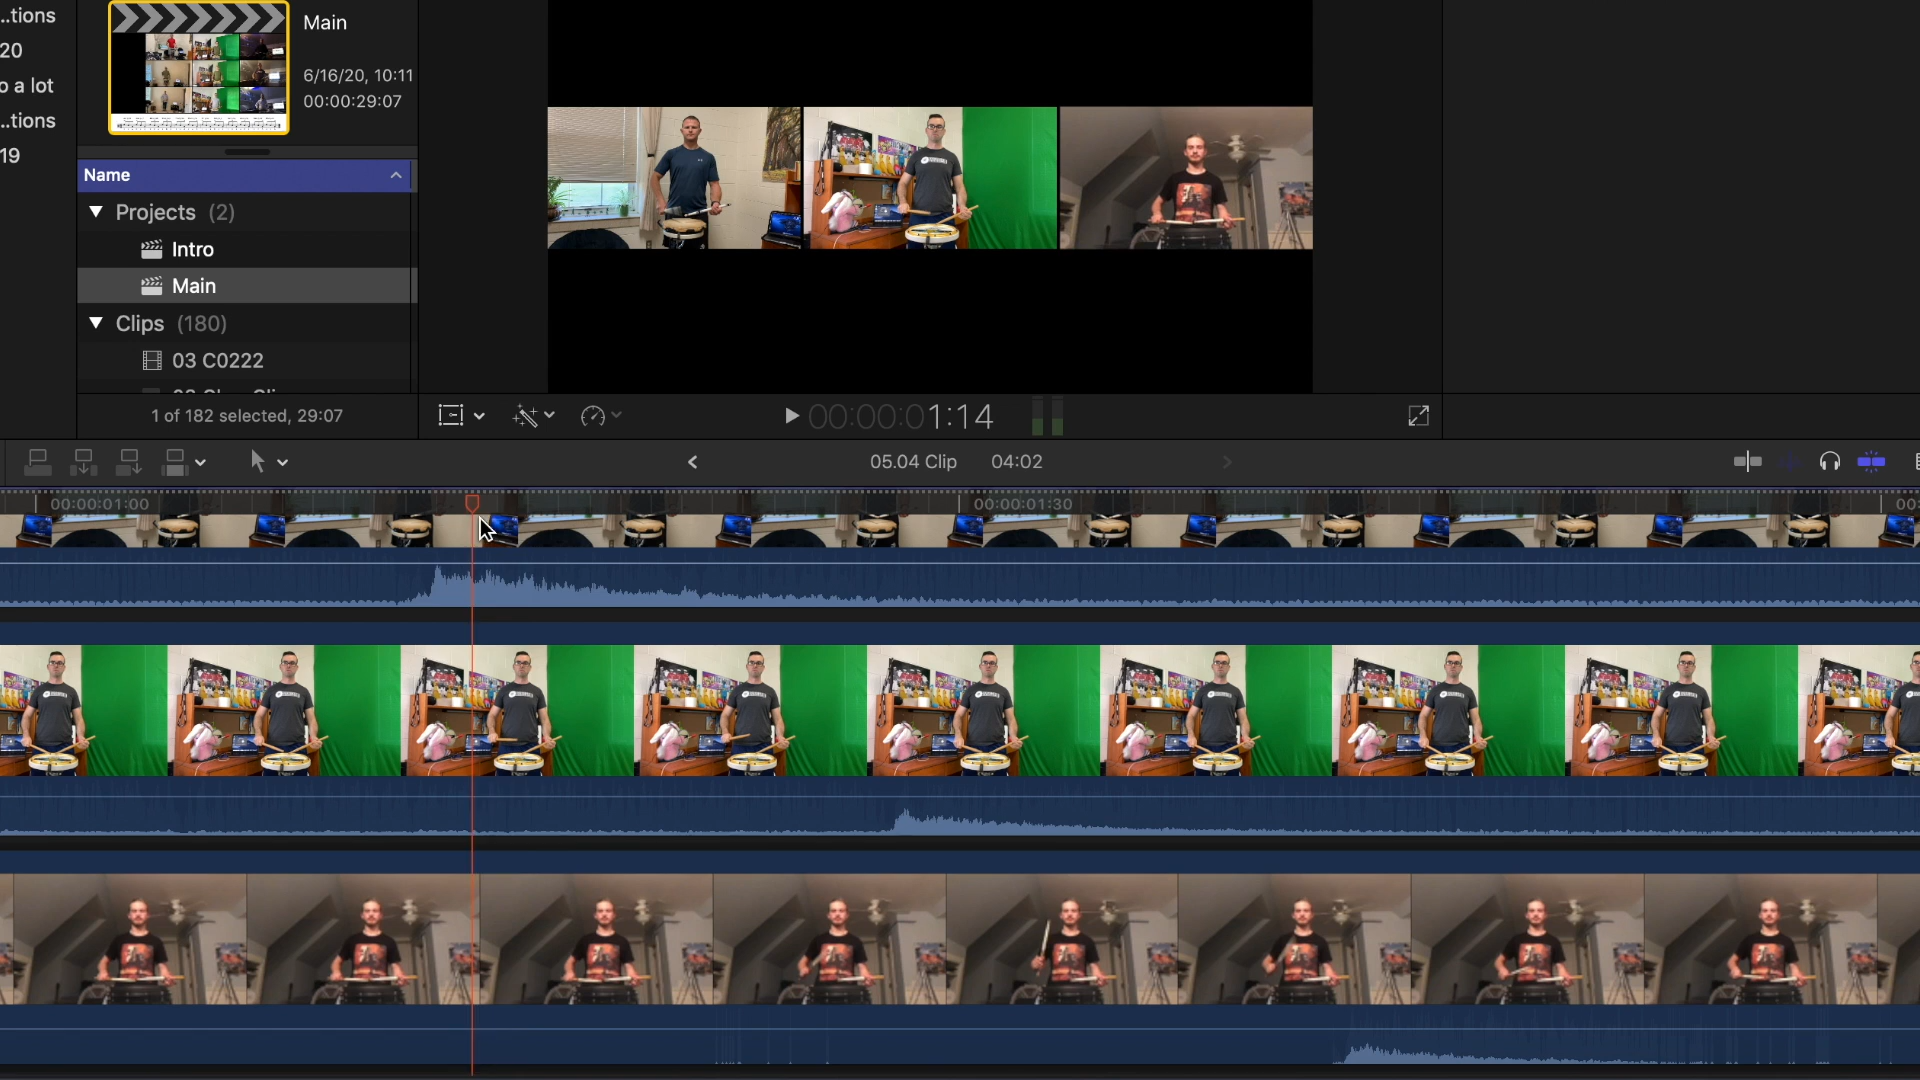 ..tions
20
o a lot
..tions
19
Main
6/16/20, 10:11
00:00:29:07
Name
Projects (2)
Intro
Main
Clips (180)
03 C0222
1 of 182 selected, 29:07
00:00:01:14
05.04 Clip 04:02
00:00:01:00
00:00:01:30
00: